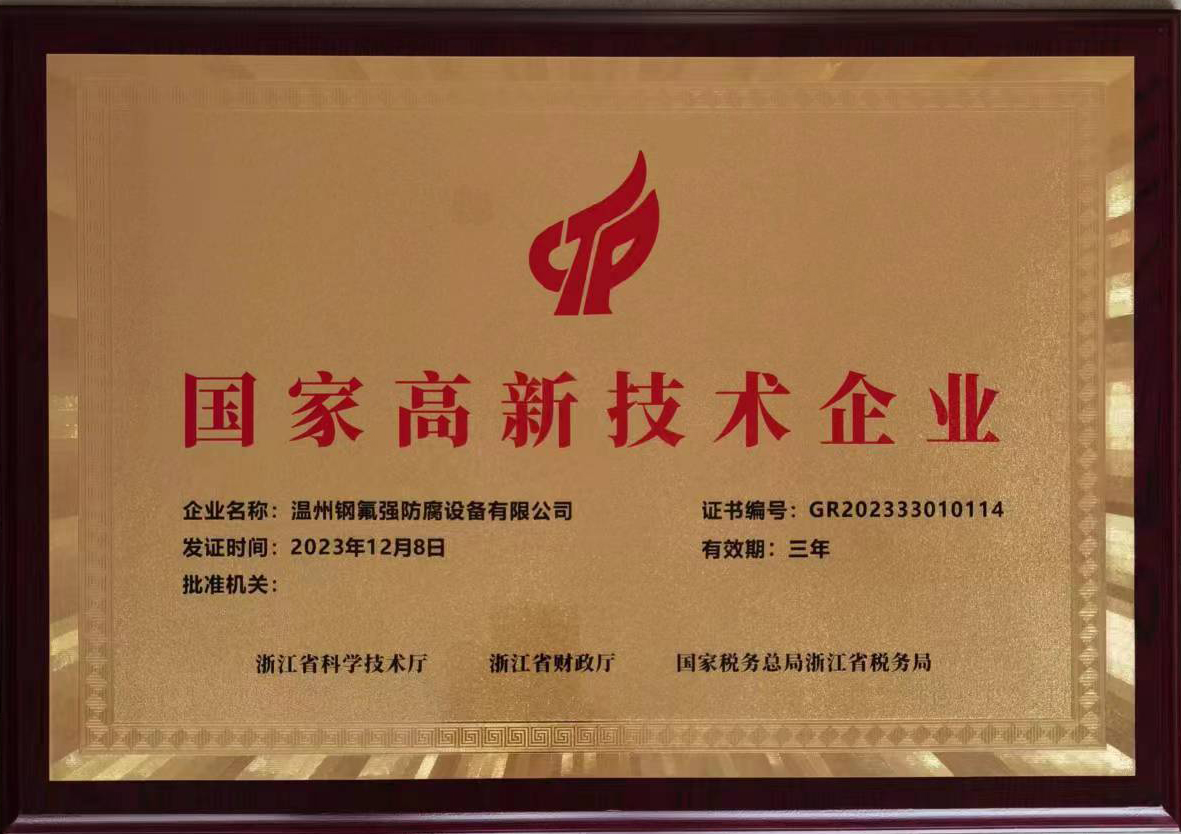 CTP
国家高新技术企业
企业名称：温州钢氟强防腐设备有限公司 证书编号：GR202333010114
发证时间：2023年12月8日 有效期：三年
批准机关：
浙江省科学技术厅 浙江省财政厅 国家税务总局浙江省税务局